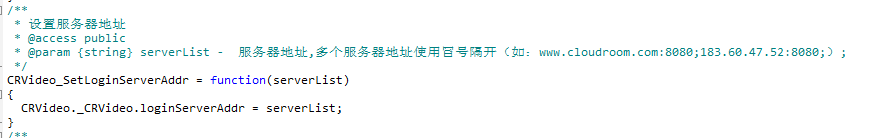 /**
 * 设置服务器地址
 * @access public
 * @param {string} serverList -  服务器地址,多个服务器地址使用冒号隔开（如：www.cloudroom.com:8080;183.60.47.52:8080;）;
 */
CRVideo_SetLoginServerAddr = function(serverList)
{
  CRVideo._CRVideo.loginServerAddr = serverList;
}
/**